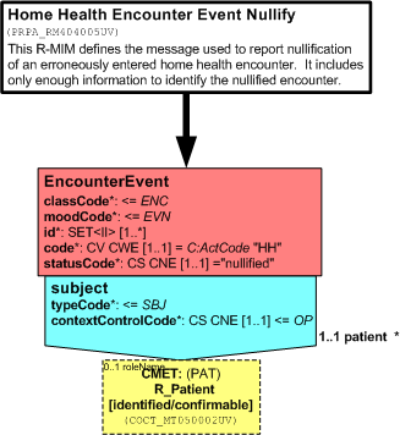 Home Health Encounter Event Nullify
(PRPA_RM404005UV)
This R-MIM defines the message used to report nullification
of an erroneously entered home health encounter. It includes
only enough information to identify the nullified encounter.
EncounterEvent
classCode*: <= ENC
moodCode*: <= EVN
id*: SET<II> [1..*]
code*: CV CWE [1..1] = C:ActCode "HH"
statusCode*: CS CNE [1..1] ="nullified"
subject
typeCode*: <= SBJ
contextControlCode*: CS CNE [1..1] <= OP
1..1 patient *
0..1 roleName
CMET: (PAT)
R_Patient
[identified/confirmable]
(COCT_MT050002UV)